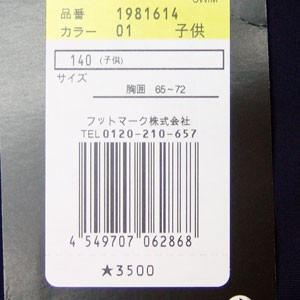 品番 1981614
カラー 01 子供
140 (子供)
サイズ
胸囲 65~72
フットマーク株式会社
TEL0120-210-657
4 549707 062868
★3500